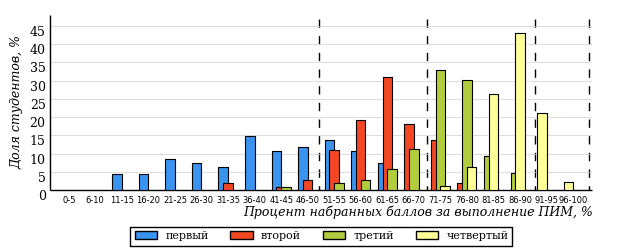 Доля студентов, %
45
40
35
30
25
20
15
10
5
0
0-5 6-10 11-15 16-20 21-25 26-30 31-35 36-40 41-45 46-50 51-55 56-60 61-65 66-70 71-75 76-80 81-85 86-90 91-95 96-100
Процент набранных баллов за выполнение ПИМ, %
первый второй третий четвертый